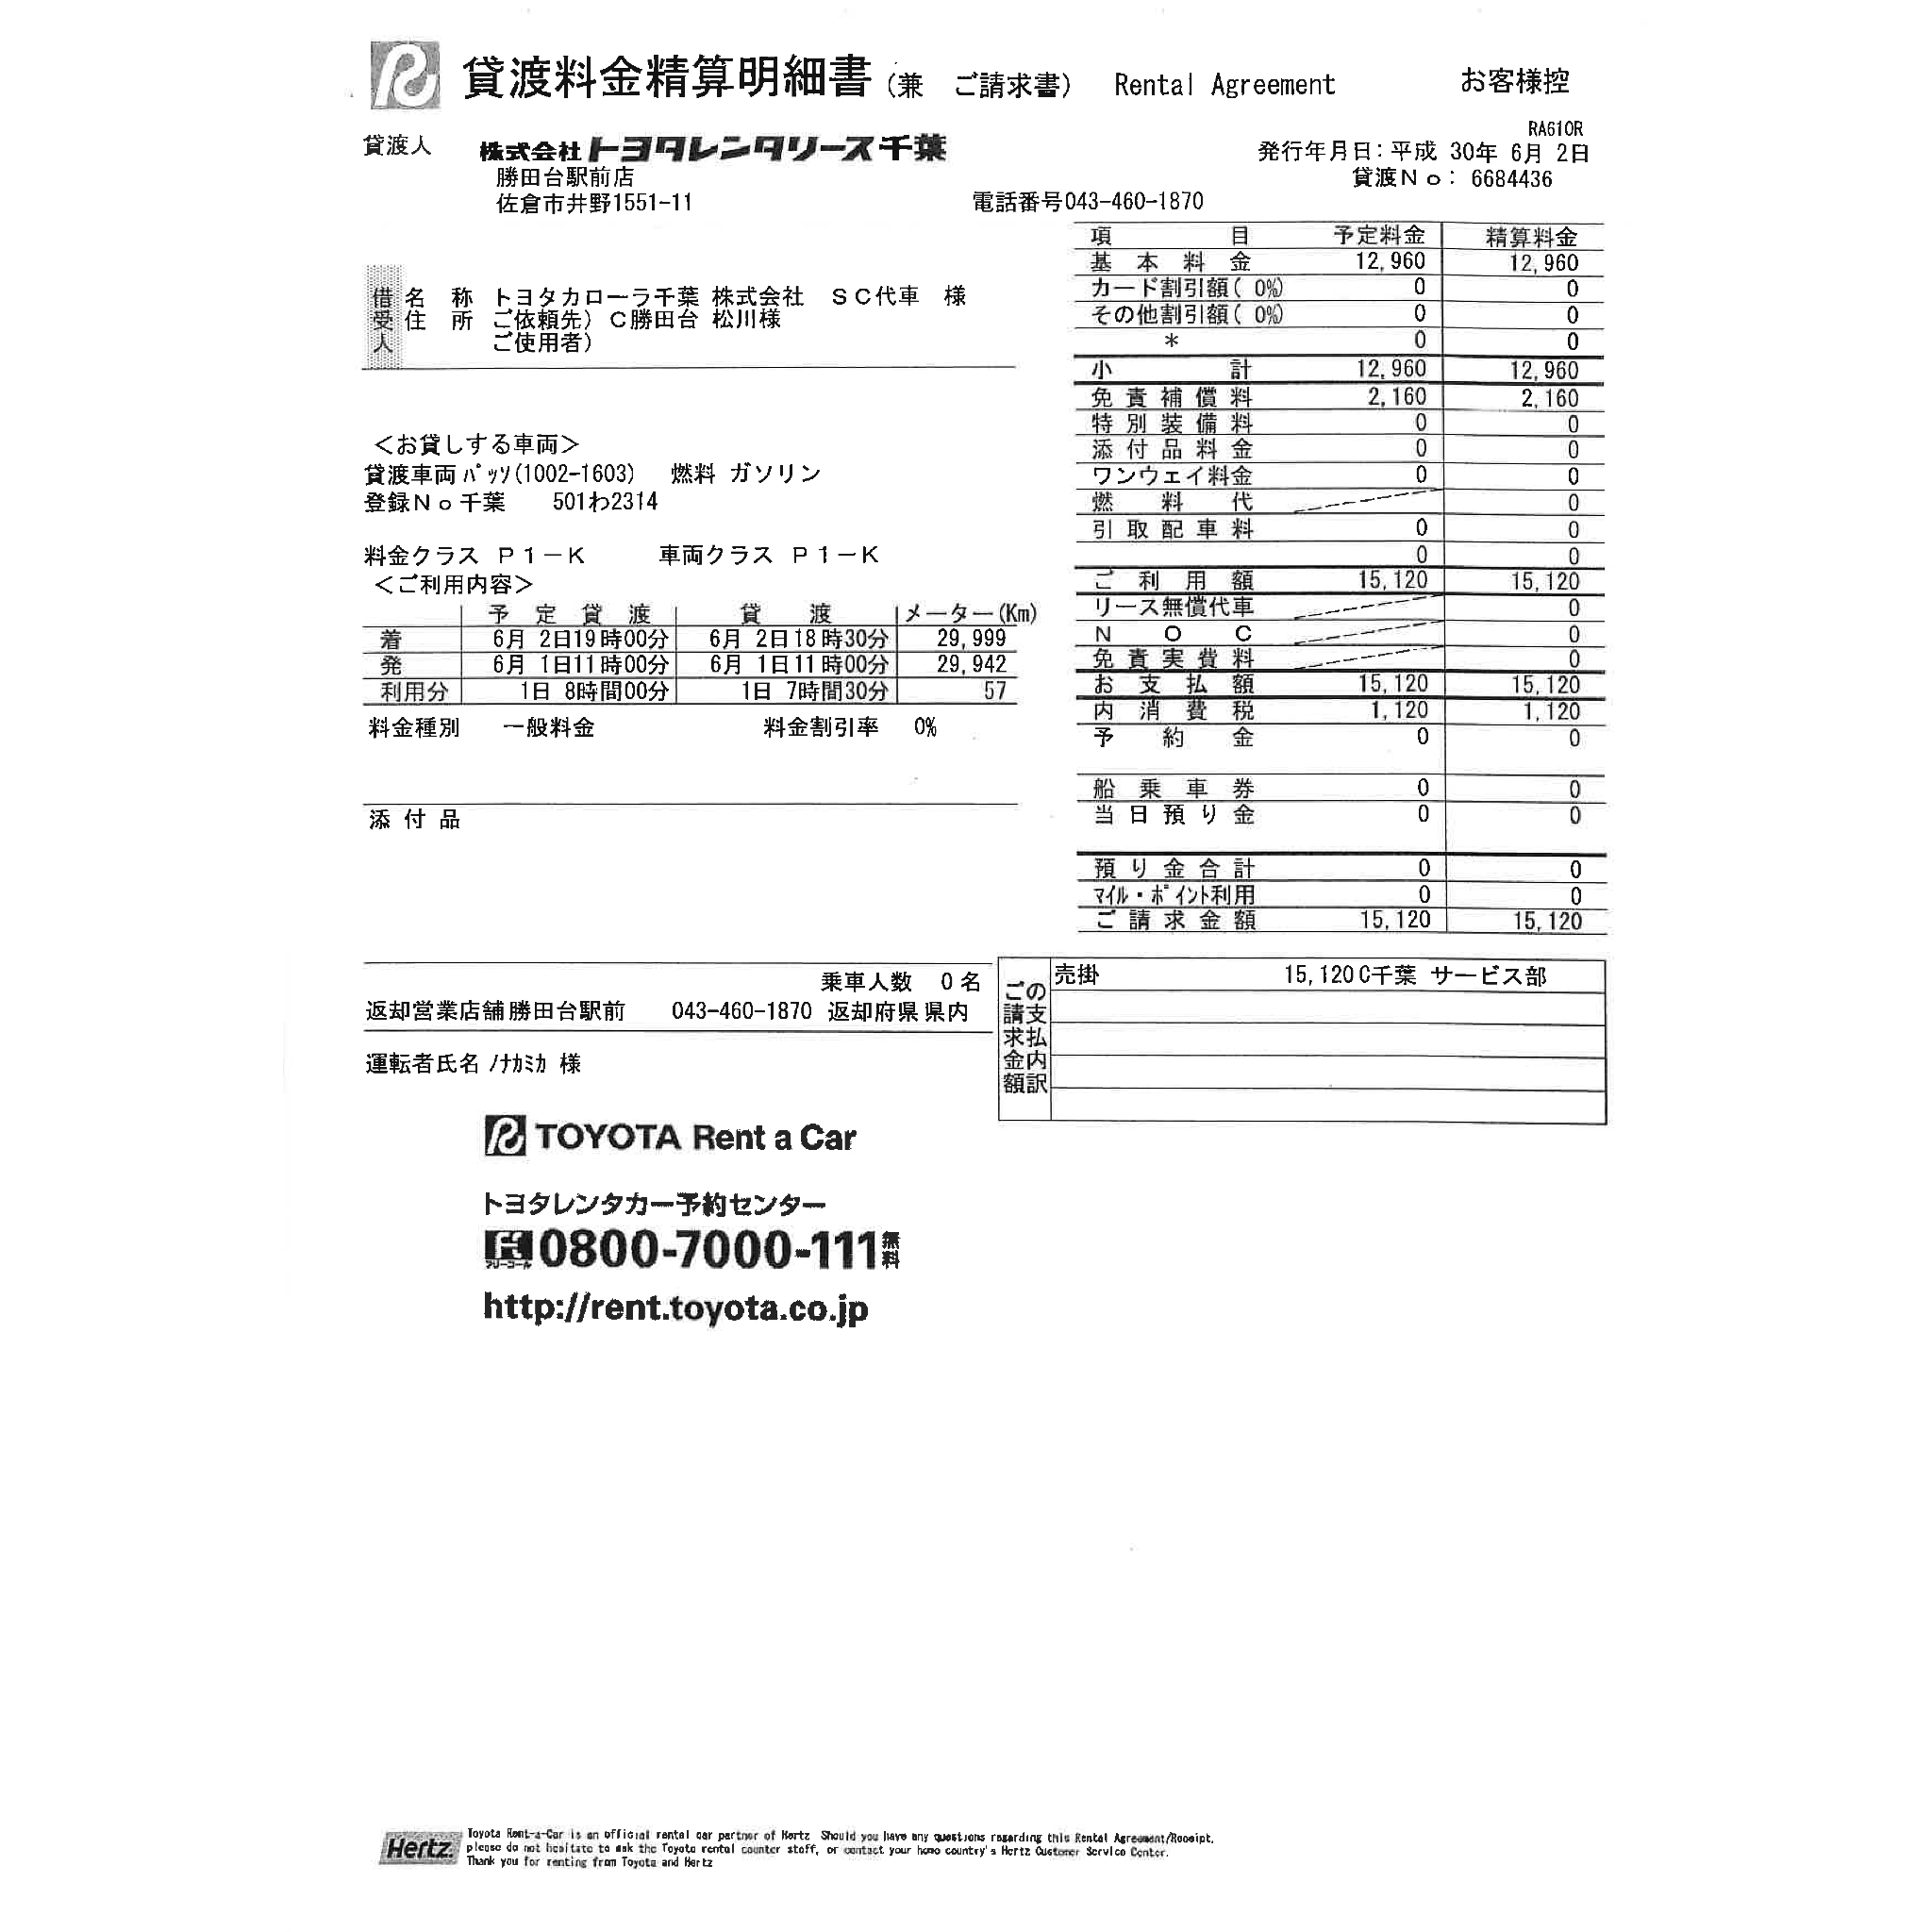 貸渡料金精算明細書（兼　ご請求書）　Rental Agreement　お客様控
RA610R
貸渡人　株式会社トヨタレンタリース千葉
発行年月日：平成 30年 6月 2日
勝田台駅前店
貸渡Ｎｏ： 6684436
佐倉市井野1551-11　電話番号043-460-1870
借受人
名　称　トヨタカローラ千葉 株式会社　ＳＣ代車　様
住　所　ご依頼先）Ｃ勝田台 松川様
ご使用者）
＜お貸しする車両＞
貸渡車両 ﾊﾟｯｿ(1002-1603)　燃料 ガソリン
登録Ｎｏ千葉　501わ2314
料金クラス Ｐ１－Ｋ　車両クラス Ｐ１－Ｋ
＜ご利用内容＞
予 定 貸 渡　貸　渡　メーター(Km)
着　6月 2日19時00分　6月 2日18時30分　29,999
発　6月 1日11時00分　6月 1日11時00分　29,942
利用分　1日 8時間00分　1日 7時間30分　57
料金種別　一般料金　料金割引率　0%
添 付 品
項　目　予定料金　精算料金
基 本 料 金　12,960　12,960
カード割引額( 0%)　0　0
その他割引額( 0%)　0　0
＊　0　0
小　計　12,960　12,960
免 責 補 償 料　2,160　2,160
特 別 装 備 料　0　0
添 付 品 料 金　0　0
ワンウェイ料金　0　0
燃　料　代　0
引 取 配 車 料　0　0
0　0
ご 利 用 額　15,120　15,120
リース無償代車　0
Ｎ　Ｏ　Ｃ　0
免 責 実 費 料　0
お 支 払 額　15,120　15,120
内 消 費 税　1,120　1,120
予　約　金　0　0
船 乗 車 券　0　0
当 日 預 り 金　0　0
預 り 金 合 計　0　0
ﾏｲﾙ・ﾎﾟｲﾝﾄ利用　0　0
ご 請 求 金 額　15,120　15,120
乗車人数　0 名
返却営業店舗 勝田台駅前　043-460-1870　返却府県 県内
運転者氏名 ﾉﾅｶﾐｶ 様
ご請求金額の支払内訳
売掛　15,120 C千葉 サービス部
TOYOTA Rent a Car
トヨタレンタカー予約センター
フリーコール 0800-7000-111 無料
http://rent.toyota.co.jp
Hertz.
Toyota Rent-a-Car is an official rental car partner of Hertz Should you have any questions regarding this Rental Agreement/Receipt,
please do not hesitate to ask the Toyota rental counter staff, or contact your home country's Hertz Customer Service Center.
Thank you for renting from Toyota and Hertz